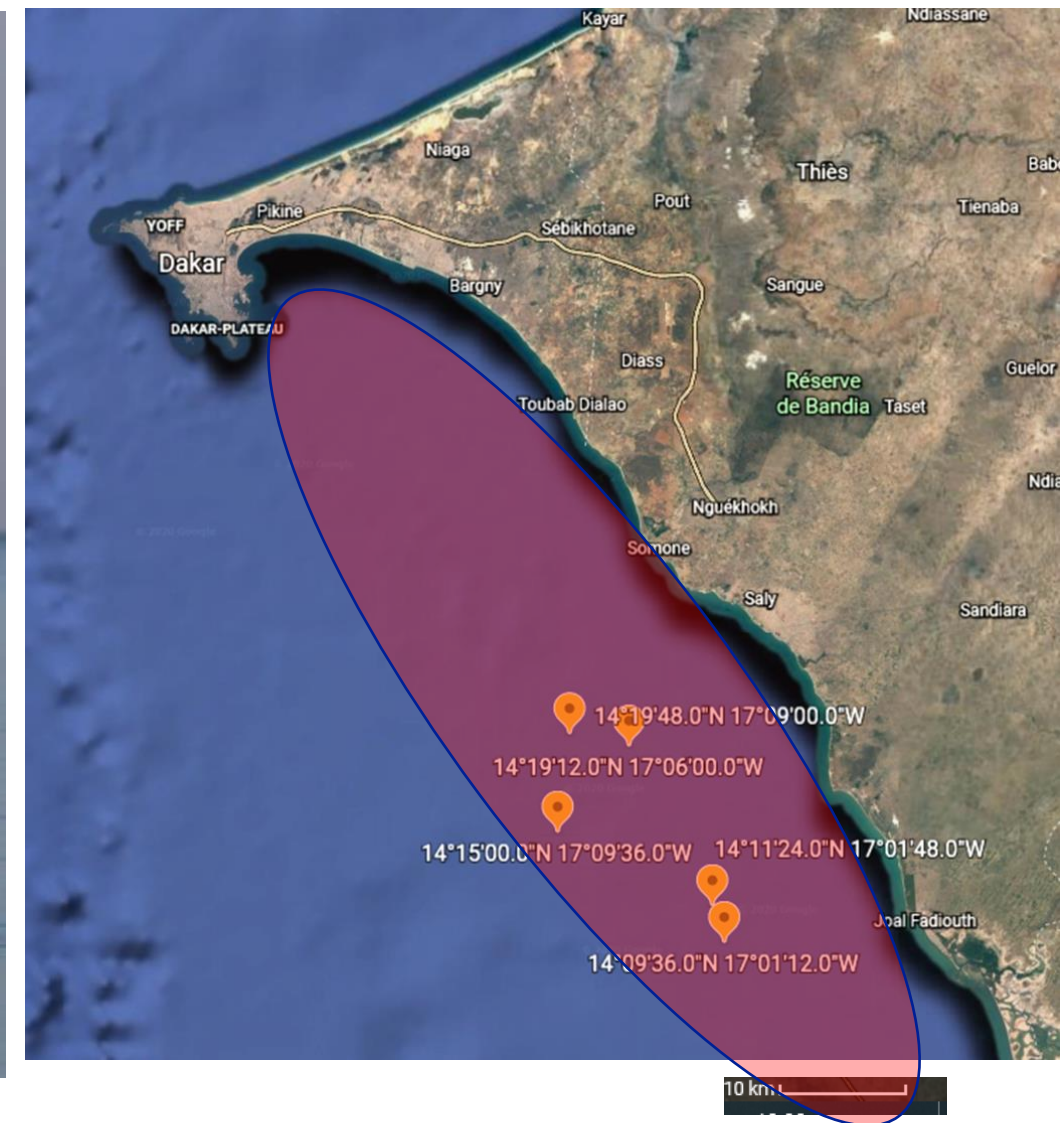 Kayar
Ndiassane
Niaga
Thiès
Pout
Tienaba
YOFF
Pikine
Sébikhotane
Dakar
Bargny
Sangue
DAKAR-PLATEAU
Diass
Guelor
Réserve
de Bandia
Taset
Toubab Dialao
Nguékhokh
Somone
Saly
Sandiara
14°19'48.0"N 17°09'00.0"W
14°19'12.0"N 17°06'00.0"W
14°15'00.0"N 17°09'36.0"W
14°11'24.0"N 17°01'48.0"W
Joal Fadiouth
14°09'36.0"N 17°01'12.0"W
10 km